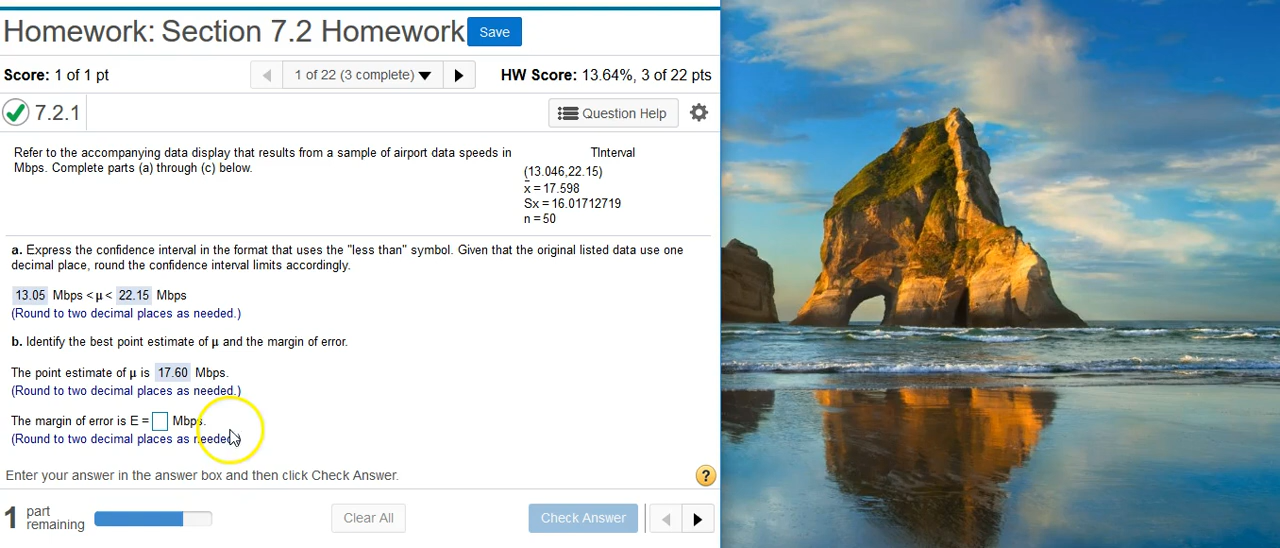 Homework: Section 7.2 Homework Save
Score: 1 of 1 pt
1 of 22 (3 complete)
HW Score: 13.64%, 3 of 22 pts
7.2.1
Question Help
Refer to the accompanying data display that results from a sample of airport data speeds in
Mbps. Complete parts (a) through (c) below.
TInterval
(13.046,22.15)
x̄ = 17.598
Sx = 16.01712719
n = 50
a. Express the confidence interval in the format that uses the "less than" symbol. Given that the original listed data use one
decimal place, round the confidence interval limits accordingly.
13.05 Mbps < μ < 22.15 Mbps
(Round to two decimal places as needed.)
b. Identify the best point estimate of μ and the margin of error.
The point estimate of μ is 17.60 Mbps.
(Round to two decimal places as needed.)
The margin of error is E = Mbps.
(Round to two decimal places as needed.)
Enter your answer in the answer box and then click Check Answer.
?
1 part
remaining
Clear All
Check Answer